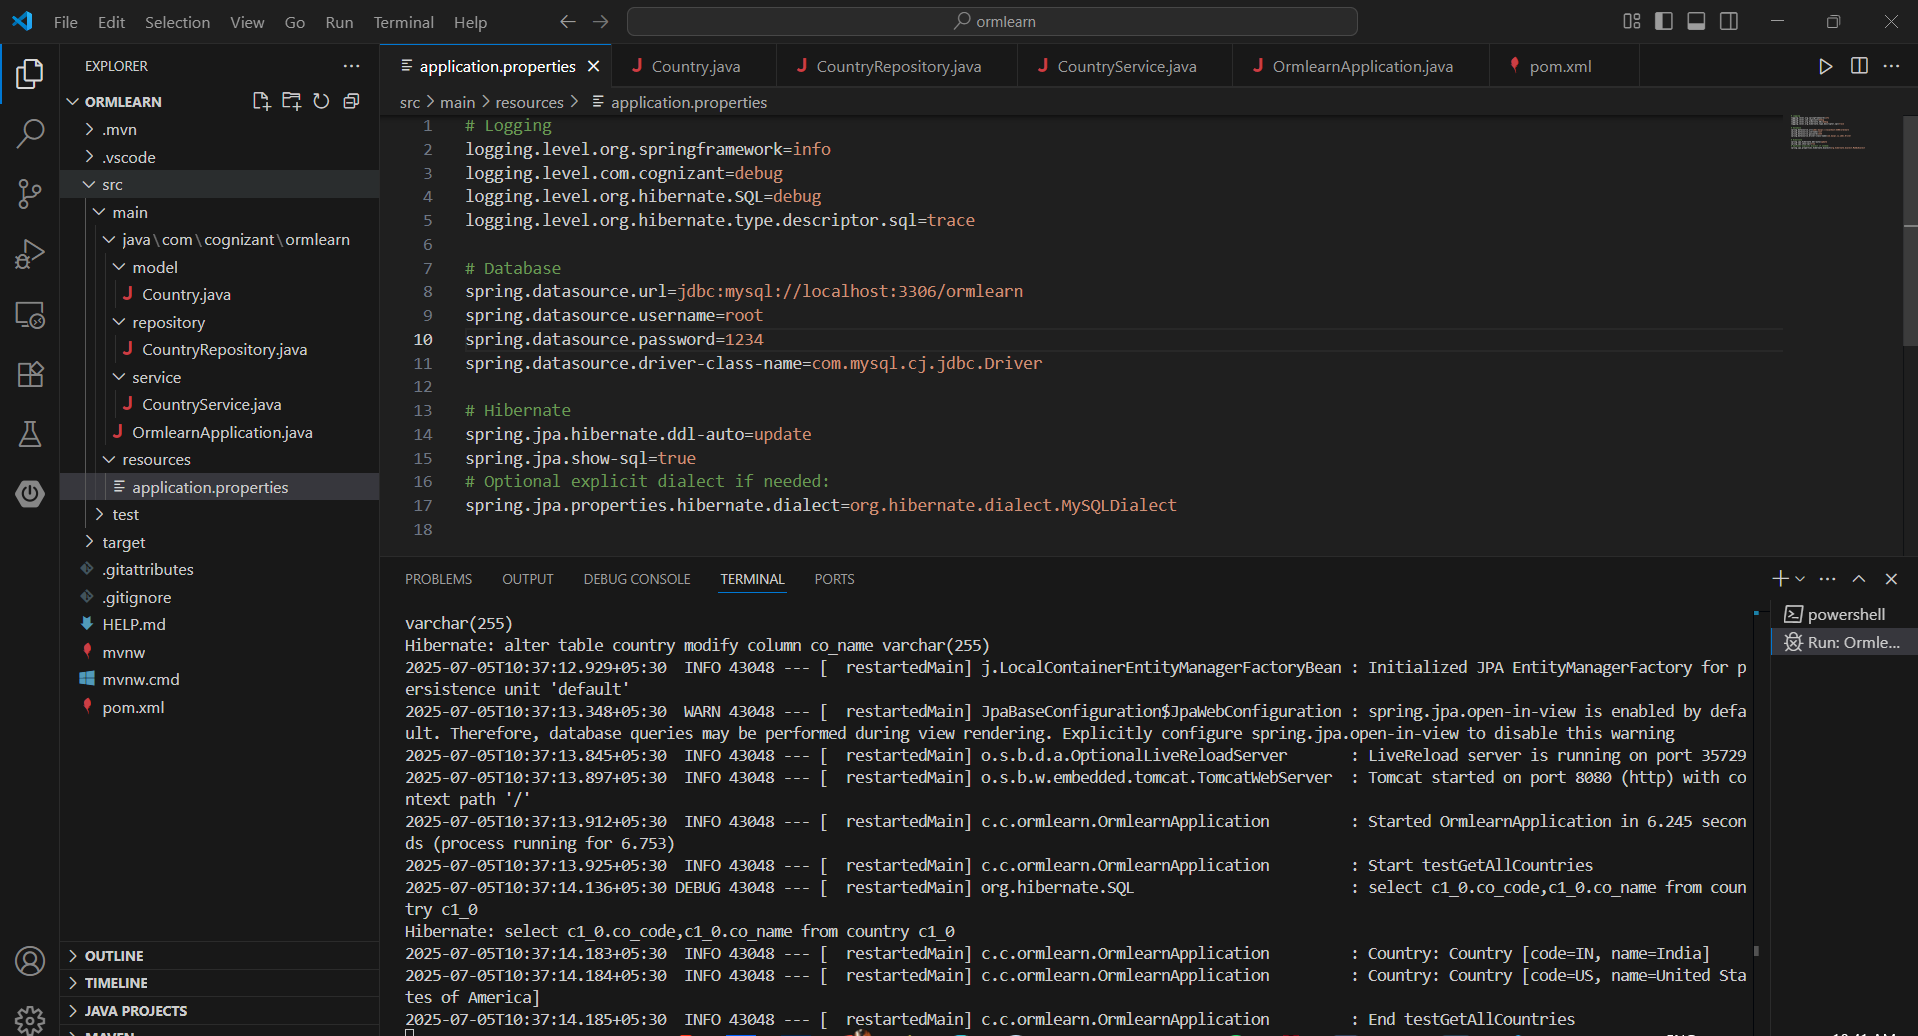 File Edit Selection View Go Run Terminal Help
ormlearn
EXPLORER
ORMLEARN
.mvn
.vscode
src
main
java\com\cognizant\ormlearn
model
Country.java
repository
CountryRepository.java
service
CountryService.java
OrmlearnApplication.java
resources
application.properties
test
target
.gitattributes
.gitignore
HELP.md
mvnw
mvnw.cmd
pom.xml
OUTLINE
TIMELINE
JAVA PROJECTS
MAVEN
application.properties Country.java CountryRepository.java CountryService.java OrmlearnApplication.java pom.xml
src > main > resources > application.properties
1 # Logging
2 logging.level.org.springframework=info
3 logging.level.com.cognizant=debug
4 logging.level.org.hibernate.SQL=debug
5 logging.level.org.hibernate.type.descriptor.sql=trace
6
7 # Database
8 spring.datasource.url=jdbc:mysql://localhost:3306/ormlearn
9 spring.datasource.username=root
10 spring.datasource.password=1234
11 spring.datasource.driver-class-name=com.mysql.cj.jdbc.Driver
12
13 # Hibernate
14 spring.jpa.hibernate.ddl-auto=update
15 spring.jpa.show-sql=true
16 # Optional explicit dialect if needed:
17 spring.jpa.properties.hibernate.dialect=org.hibernate.dialect.MySQLDialect
18
PROBLEMS OUTPUT DEBUG CONSOLE TERMINAL PORTS
powershell
Run: Ormle...
varchar(255)
Hibernate: alter table country modify column co_name varchar(255)
2025-07-05T10:37:12.929+05:30  INFO 43048 --- [  restartedMain] j.LocalContainerEntityManagerFactoryBean : Initialized JPA EntityManagerFactory for p
ersistence unit 'default'
2025-07-05T10:37:13.348+05:30  WARN 43048 --- [  restartedMain] JpaBaseConfiguration$JpaWebConfiguration : spring.jpa.open-in-view is enabled by defa
ult. Therefore, database queries may be performed during view rendering. Explicitly configure spring.jpa.open-in-view to disable this warning
2025-07-05T10:37:13.845+05:30  INFO 43048 --- [  restartedMain] o.s.b.d.a.OptionalLiveReloadServer       : LiveReload server is running on port 35729
2025-07-05T10:37:13.897+05:30  INFO 43048 --- [  restartedMain] o.s.b.w.embedded.tomcat.TomcatWebServer  : Tomcat started on port 8080 (http) with co
ntext path '/'
2025-07-05T10:37:13.912+05:30  INFO 43048 --- [  restartedMain] c.c.ormlearn.OrmlearnApplication         : Started OrmlearnApplication in 6.245 secon
ds (process running for 6.753)
2025-07-05T10:37:13.925+05:30  INFO 43048 --- [  restartedMain] c.c.ormlearn.OrmlearnApplication         : Start testGetAllCountries
2025-07-05T10:37:14.136+05:30 DEBUG 43048 --- [  restartedMain] org.hibernate.SQL                        : select c1_0.co_code,c1_0.co_name from coun
try c1_0
Hibernate: select c1_0.co_code,c1_0.co_name from country c1_0
2025-07-05T10:37:14.183+05:30  INFO 43048 --- [  restartedMain] c.c.ormlearn.OrmlearnApplication         : Country: Country [code=IN, name=India]
2025-07-05T10:37:14.184+05:30  INFO 43048 --- [  restartedMain] c.c.ormlearn.OrmlearnApplication         : Country: Country [code=US, name=United Sta
tes of America]
2025-07-05T10:37:14.185+05:30  INFO 43048 --- [  restartedMain] c.c.ormlearn.OrmlearnApplication         : End testGetAllCountries